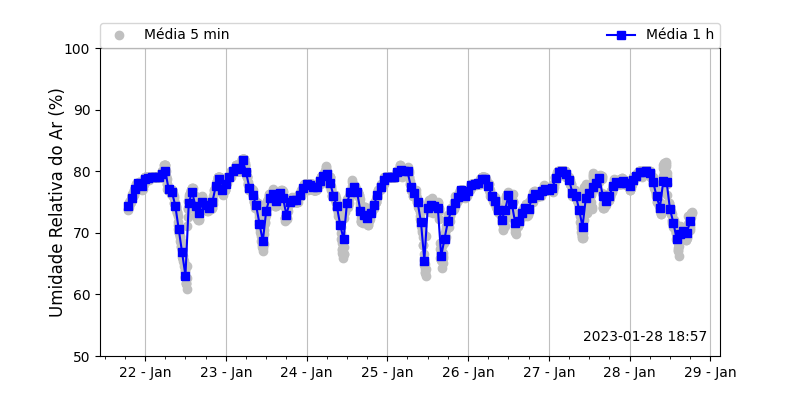 Média 5 min
Média 1 h
Umidade Relativa do Ar (%)
100
90
80
70
60
50
2023-01-28 18:57
22 - Jan
23 - Jan
24 - Jan
25 - Jan
26 - Jan
27 - Jan
28 - Jan
29 - Jan